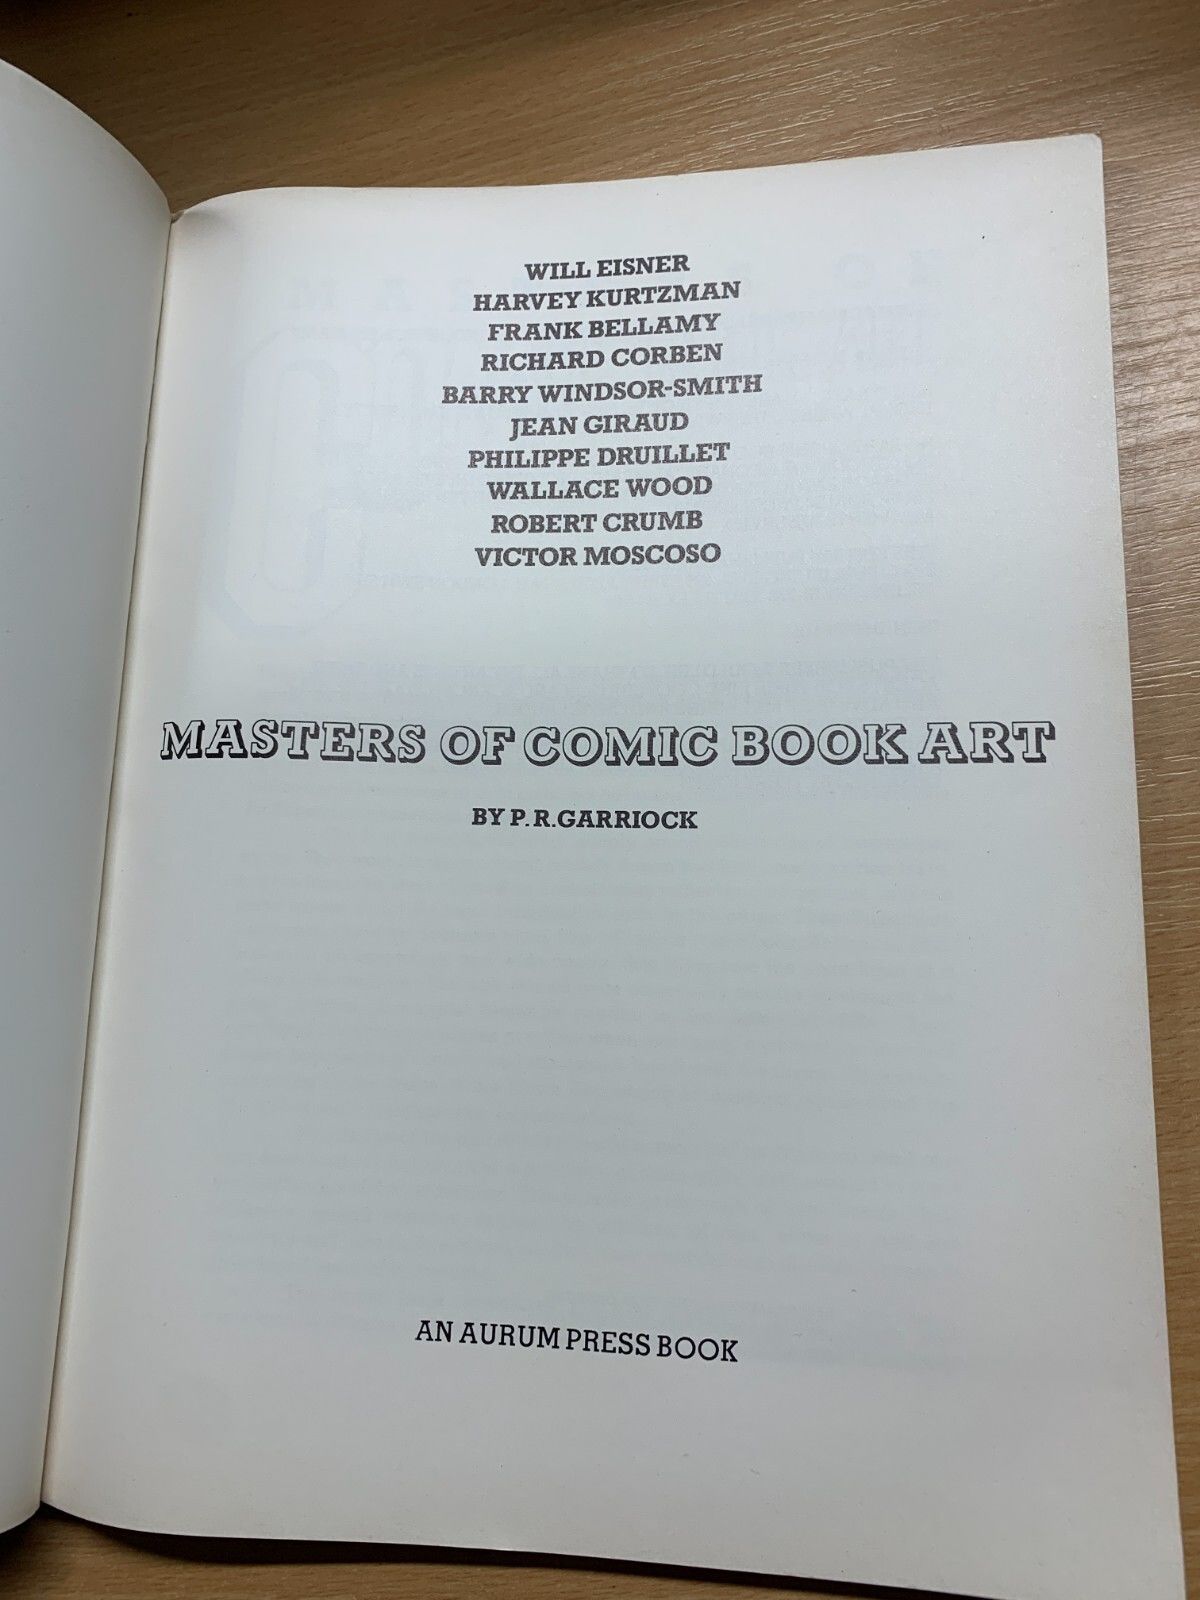 WILL EISNER
HARVEY KURTZMAN
FRANK BELLAMY
RICHARD CORBEN
BARRY WINDSOR-SMITH
JEAN GIRAUD
PHILIPPE DRUILLET
WALLACE WOOD
ROBERT CRUMB
VICTOR MOSCOSO
MASTERS OF COMIC BOOK ART
BY P.R.GARRIOCK
AN AURUM PRESS BOOK